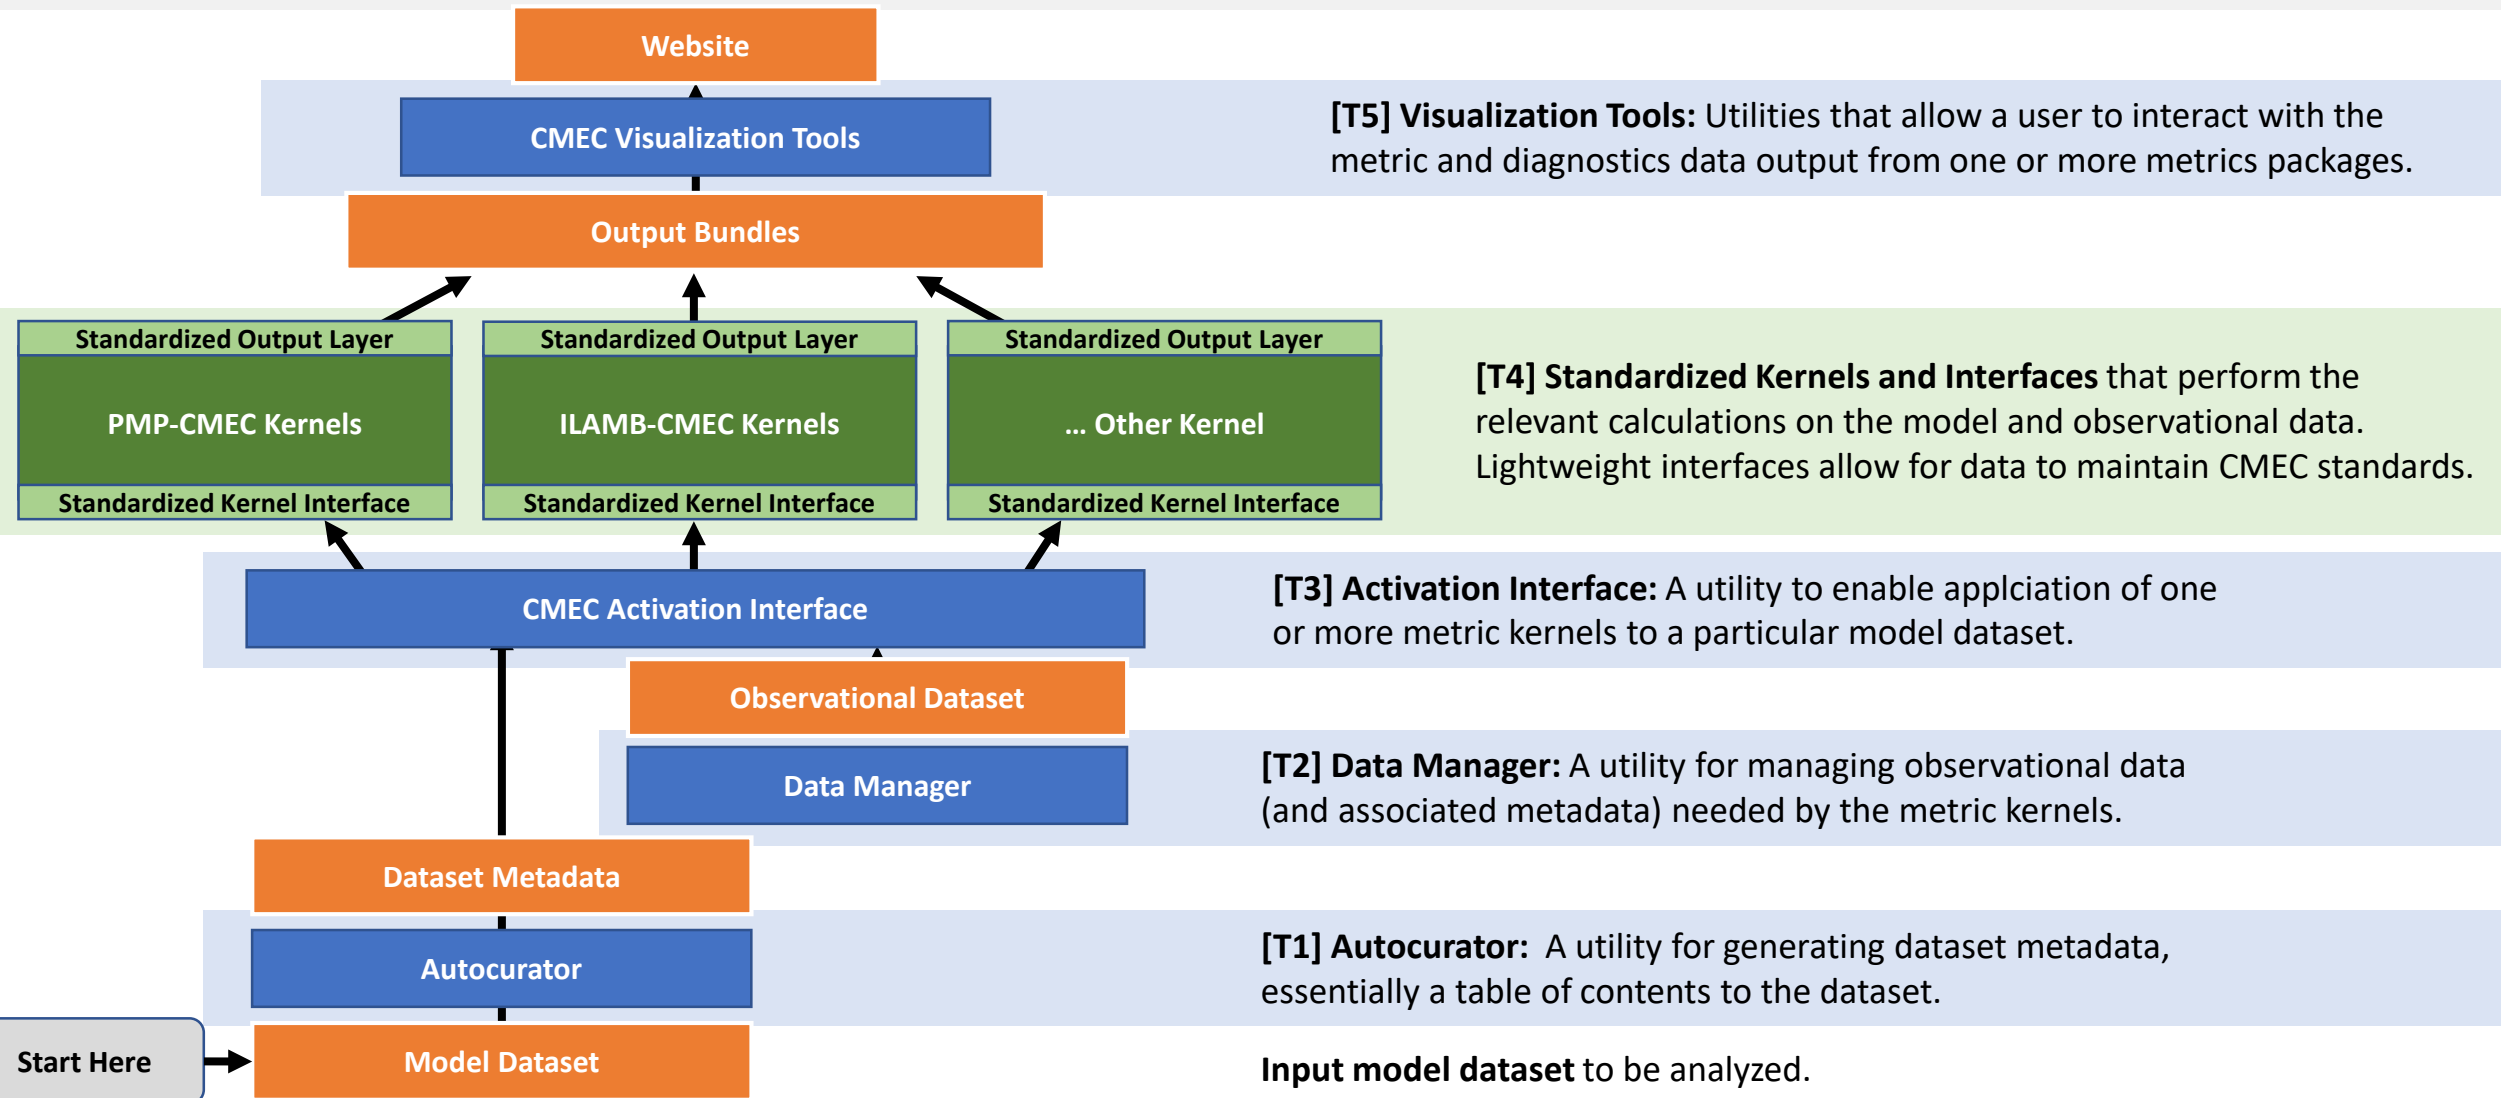 Website
CMEC Visualization Tools
[T5] Visualization Tools: Utilities that allow a user to interact with the
metric and diagnostics data output from one or more metrics packages.
Output Bundles
Standardized Output Layer
Standardized Output Layer
Standardized Output Layer
PMP-CMEC Kernels
ILAMB-CMEC Kernels
... Other Kernel
Standardized Kernel Interface
Standardized Kernel Interface
Standardized Kernel Interface
[T4] Standardized Kernels and Interfaces that perform the
relevant calculations on the model and observational data.
Lightweight interfaces allow for data to maintain CMEC standards.
CMEC Activation Interface
[T3] Activation Interface: A utility to enable applciation of one
or more metric kernels to a particular model dataset.
Observational Dataset
Data Manager
[T2] Data Manager: A utility for managing observational data
(and associated metadata) needed by the metric kernels.
Dataset Metadata
Autocurator
[T1] Autocurator: A utility for generating dataset metadata,
essentially a table of contents to the dataset.
Start Here
Model Dataset
Input model dataset to be analyzed.